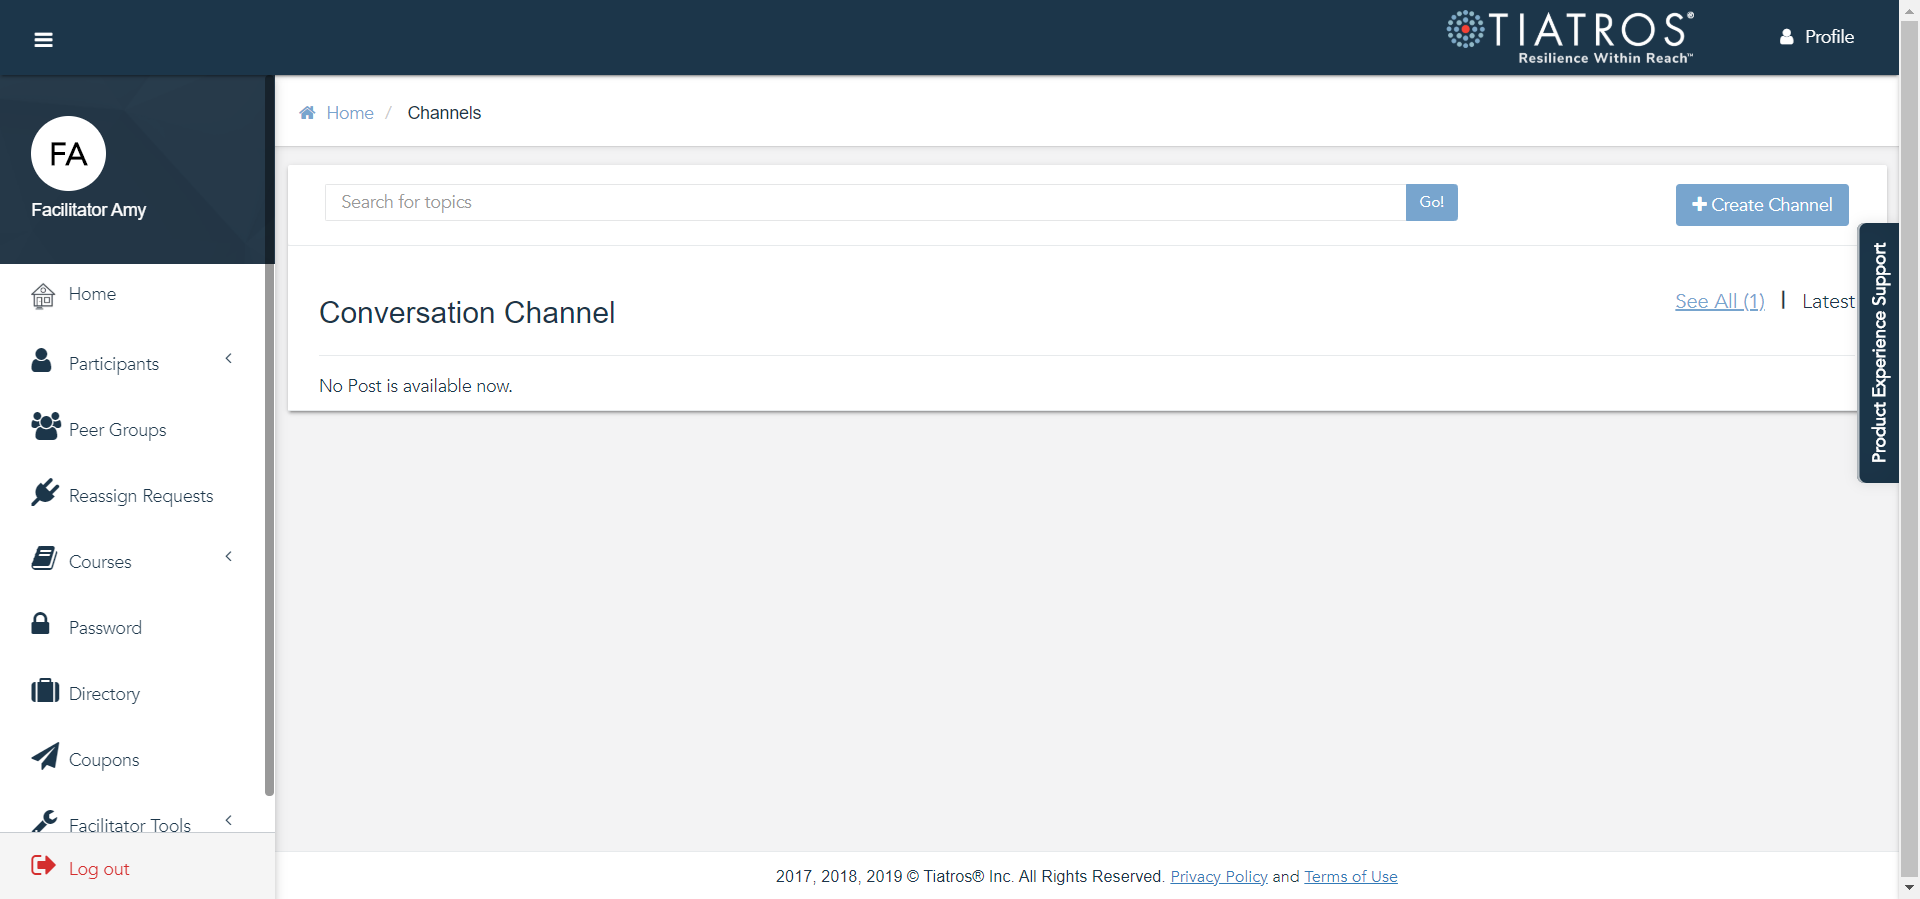 TIATROS®
Resilience Within Reach™
Profile
FA
Facilitator Amy
Home
Participants
Peer Groups
Reassign Requests
Courses
Password
Directory
Coupons
Facilitator Tools
Log out
Home / Channels
Search for topics
Go!
Create Channel
Conversation Channel
See All (1) | Latest
No Post is available now.
Product Experience Support
2017, 2018, 2019 © Tiatros® Inc. All Rights Reserved. Privacy Policy and Terms of Use